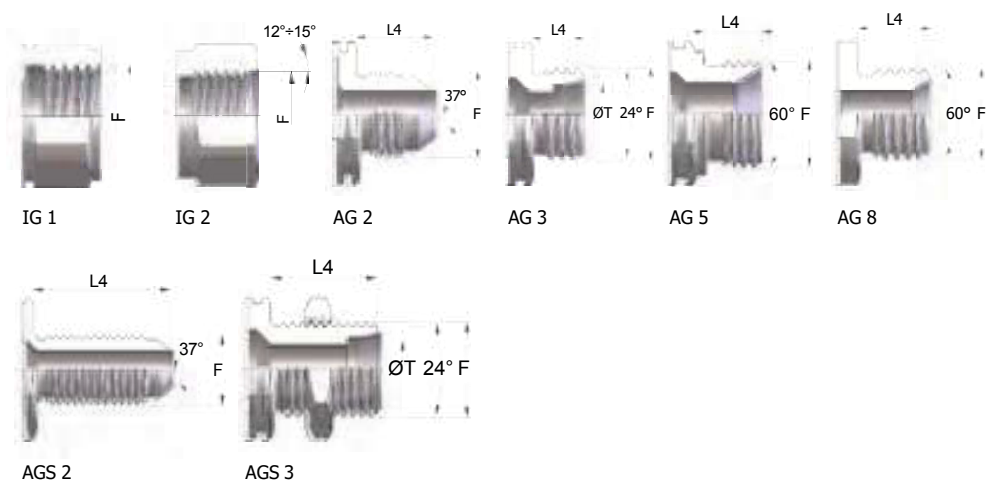 F
IG 1
12°÷15°
F
IG 2
L4
37°
F
AG 2
L4
ØT 24° F
AG 3
L4
60° F
AG 5
L4
60° F
AG 8
L4
37°
F
AGS 2
L4
ØT 24° F
AGS 3